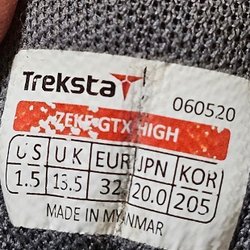 Treksta
060520
ZEKE GTX HIGH
US UK EUR JPN KOR
1.5 13.5 32 20.0 205
MADE IN MYANMAR